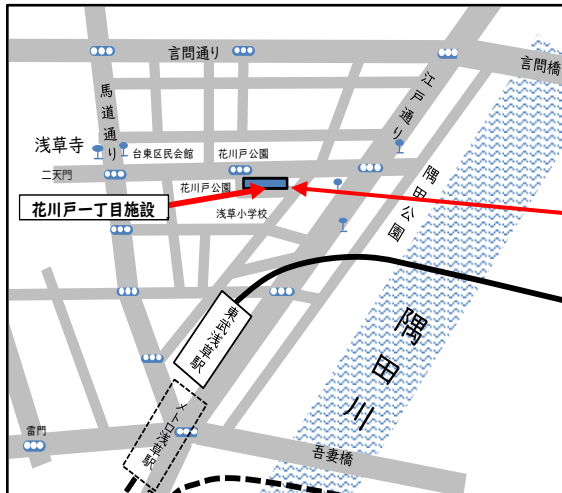 言問通り
言問橋
馬道通り
江戸通り
浅草寺
台東区民会館
花川戸公園
二天門
花川戸公園
花川戸一丁目施設
浅草小学校
隅田公園
東武浅草駅
隅田川
メトロ浅草駅
雷門
吾妻橋